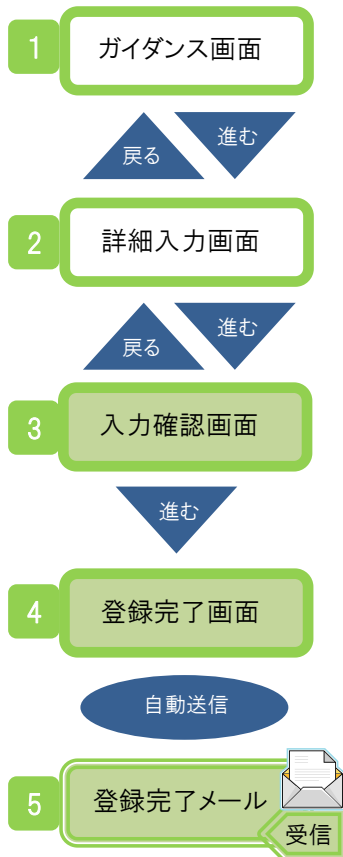 1
ガイダンス画面
戻る
進む
2
詳細入力画面
戻る
進む
3
入力確認画面
進む
4
登録完了画面
自動送信
5
登録完了メール
受信